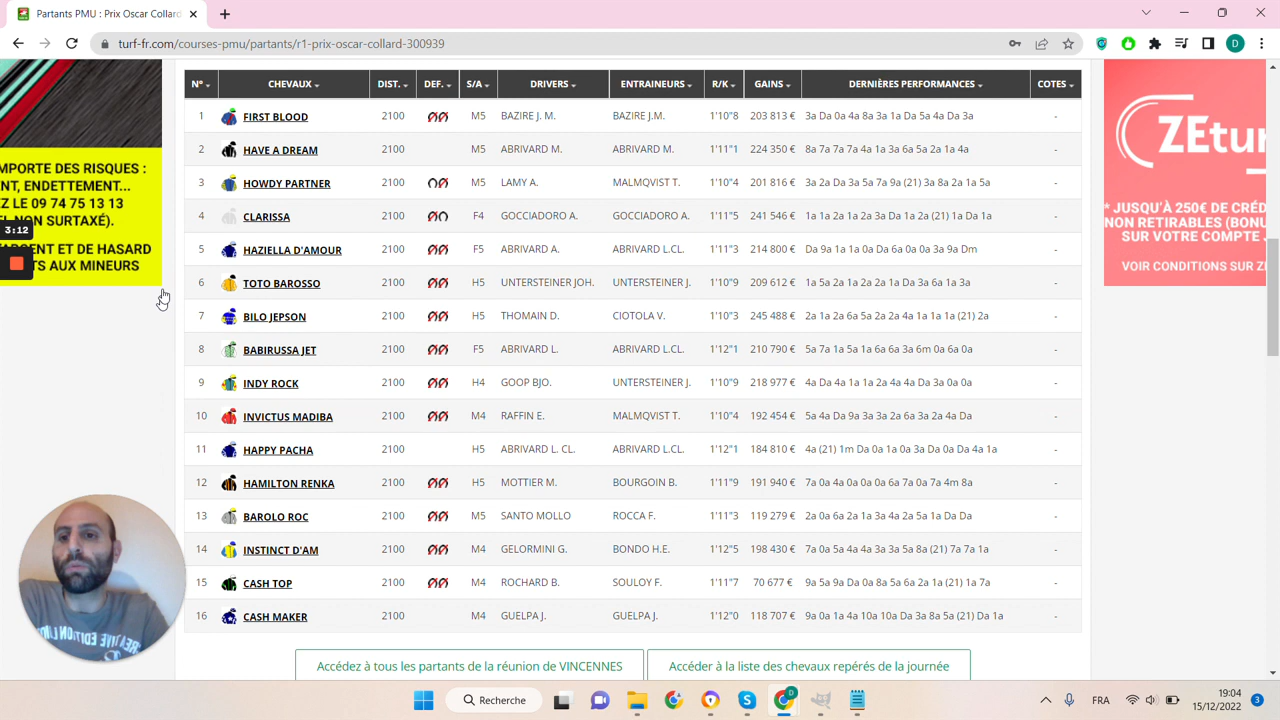 Partants PMU : Prix Oscar Collard
turf-fr.com/courses-pmu/partants/r1-prix-oscar-collard-300939
MPORTE DES RISQUES :
NT, ENDETTEMENT...
Z LE 09 74 75 13 13
EL NON SURTAXÉ).
3:12
ARGENT ET DE HASARD
TS AUX MINEURS
N° CHEVAUX DIST. DEF. S/A DRIVERS ENTRAINEURS R/K GAINS DERNIÈRES PERFORMANCES COTES
1 FIRST BLOOD 2100 M5 BAZIRE J. M. BAZIRE J.M. 1'10"8 203 813 € 3a Da 0a 4a 8a 3a 1a Da 5a 4a Da 3a -
2 HAVE A DREAM 2100 M5 ABRIVARD M. ABRIVARD M. 1'11"1 224 350 € 8a 7a 7a 7a 4a 1a 3a 6a 5a 2a 1a 4a -
3 HOWDY PARTNER 2100 M5 LAMY A. MALMQVIST T. 1'10"4 201 816 € 3a 2a Da 3a 5a 7a 9a (21) 3a 8a 2a 1a 5a -
4 CLARISSA 2100 F4 GOCCIADORO A. GOCCIADORO A. 1'11"5 241 546 € 1a 1a 2a 1a 2a 3a Da 1a 2a (21) 1a Da 1a -
5 HAZIELLA D'AMOUR 2100 F5 ABRIVARD A. ABRIVARD L.CL. 1'11"3 214 800 € Da 9a 1a 1a 0a Da 6a 0a 0a 3a 9a Dm -
6 TOTO BAROSSO 2100 H5 UNTERSTEINER JOH. UNTERSTEINER J. 1'10"9 209 612 € 1a 5a 2a 1a 2a 2a 1a Da 3a 6a 1a 3a -
7 BILO JEPSON 2100 H5 THOMAIN D. CIOTOLA V. 1'10"3 245 488 € 2a 1a 2a 6a 5a 2a 2a 4a 1a 1a 1a (21) 2a -
8 BABIRUSSA JET 2100 F5 ABRIVARD L. ABRIVARD L.CL. 1'12"1 210 790 € 5a 7a 1a 5a 1a 6a 6a 3a 6m 0a 6a 0a -
9 INDY ROCK 2100 H4 GOOP BJO. UNTERSTEINER J. 1'10"9 218 977 € 4a Da 4a 1a 1a 2a 4a 4a Da 3a 0a 0a -
10 INVICTUS MADIBA 2100 M4 RAFFIN E. MALMQVIST T. 1'10"4 192 454 € 5a 4a Da 9a 3a 3a 2a 6a 3a 2a 4a Da -
11 HAPPY PACHA 2100 H5 ABRIVARD L. CL. ABRIVARD L.CL. 1'11"1 184 810 € 4a (21) 1m Da 0a 1a 0a 3a Da 0a Da 4a 1a -
12 HAMILTON RENKA 2100 H5 MOTTIER M. BOURGOIN B. 1'11"9 191 940 € 7a 0a 4a 0a 0a 0a 6a 7a 0a 1a 4m 8a -
13 BAROLO ROC 2100 M5 SANTO MOLLO ROCCA F. 1'11"3 119 279 € 2a 0a 6a 2a 1a 3a 4a 2a 5a 1a Da Da -
14 INSTINCT D'AM 2100 M4 GELORMINI G. BONDO H.E. 1'12"5 198 430 € 7a 0a 5a 4a 4a 3a 3a 5a 8a (21) 7a 7a 1a -
15 CASH TOP 2100 M4 ROCHARD B. SOULOY F. 1'11"7 70 677 € 9a 5a 9a Da 0a 8a 5a 6a 2a 1a (21) 1a 7a -
16 CASH MAKER 2100 M4 GUELPA J. GUELPA J. 1'12"0 118 707 € 9a 0a 1a 4a 10a 10a Da 3a 8a 5a (21) Da 1a -
ZEtur
* JUSQU'À 250€ DE CRÉD
NON RETIRABLES (BONU
SUR VOTRE COMPTE
VOIR CONDITIONS SUR ZE
Accédez à tous les partants de la réunion de VINCENNES Accéder à la liste des chevaux repérés de la journée
Recherche
FRA
19:04
15/12/2022
3